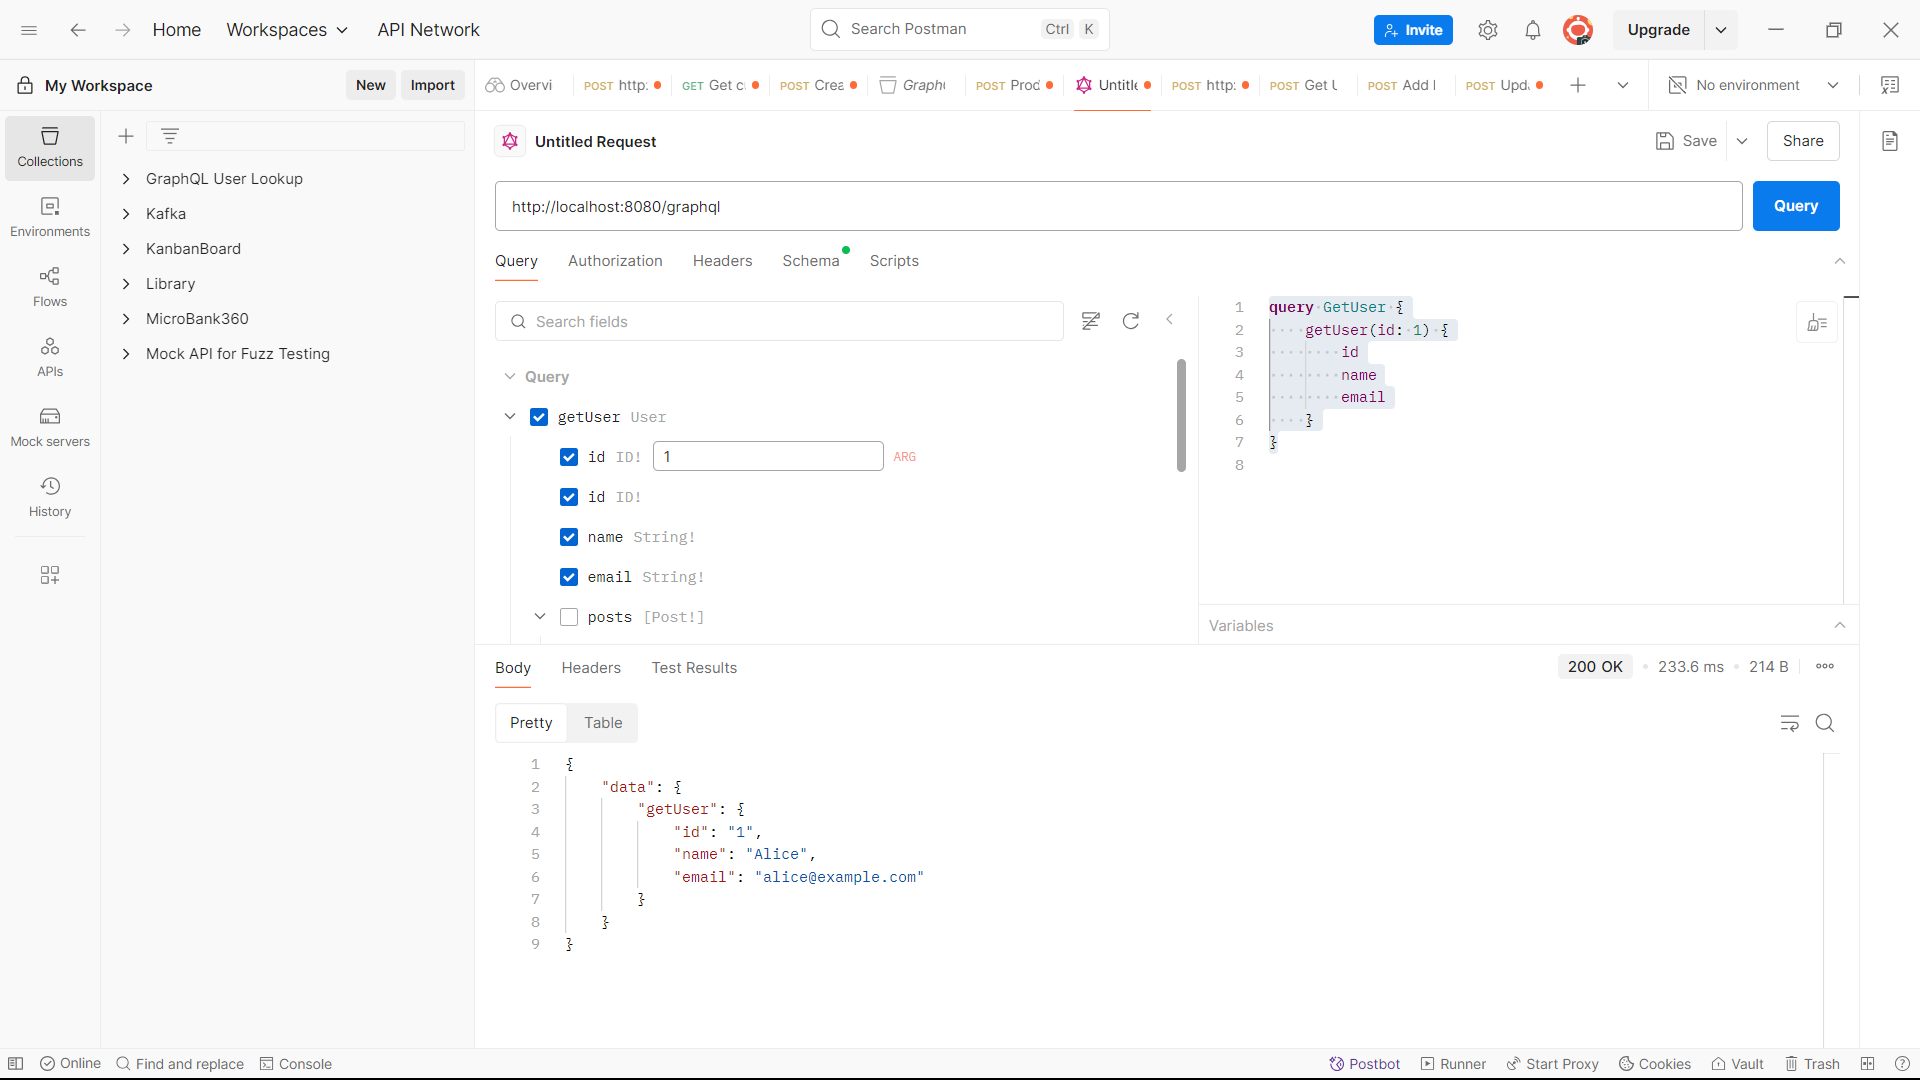 Home Workspaces API Network Search Postman Ctrl K Invite Upgrade
My Workspace New Import Overvi POST http: GET Get c POST Crea Graph POST Prod Untitle POST http: POST Get U POST Add POST Upd No environment
Collections
Environments
Flows
APIs
Mock servers
History
GraphQL User Lookup
Kafka
KanbanBoard
Library
MicroBank360
Mock API for Fuzz Testing
Untitled Request Save Share
http://localhost:8080/graphql Query
Query Authorization Headers Schema Scripts
Search fields
Query
getUser User
id ID! 1 ARG
id ID!
name String!
email String!
posts [Post!]
1 query GetUser {
2 getUser(id: 1) {
3 id
4 name
5 email
6 }
7 }
8
Variables
Body Headers Test Results 200 OK 233.6 ms 214 B
Pretty Table
1 {
2 "data": {
3 "getUser": {
4 "id": "1",
5 "name": "Alice",
6 "email": "alice@example.com"
7 }
8 }
9 }
Online Find and replace Console Postbot Runner Start Proxy Cookies Vault Trash